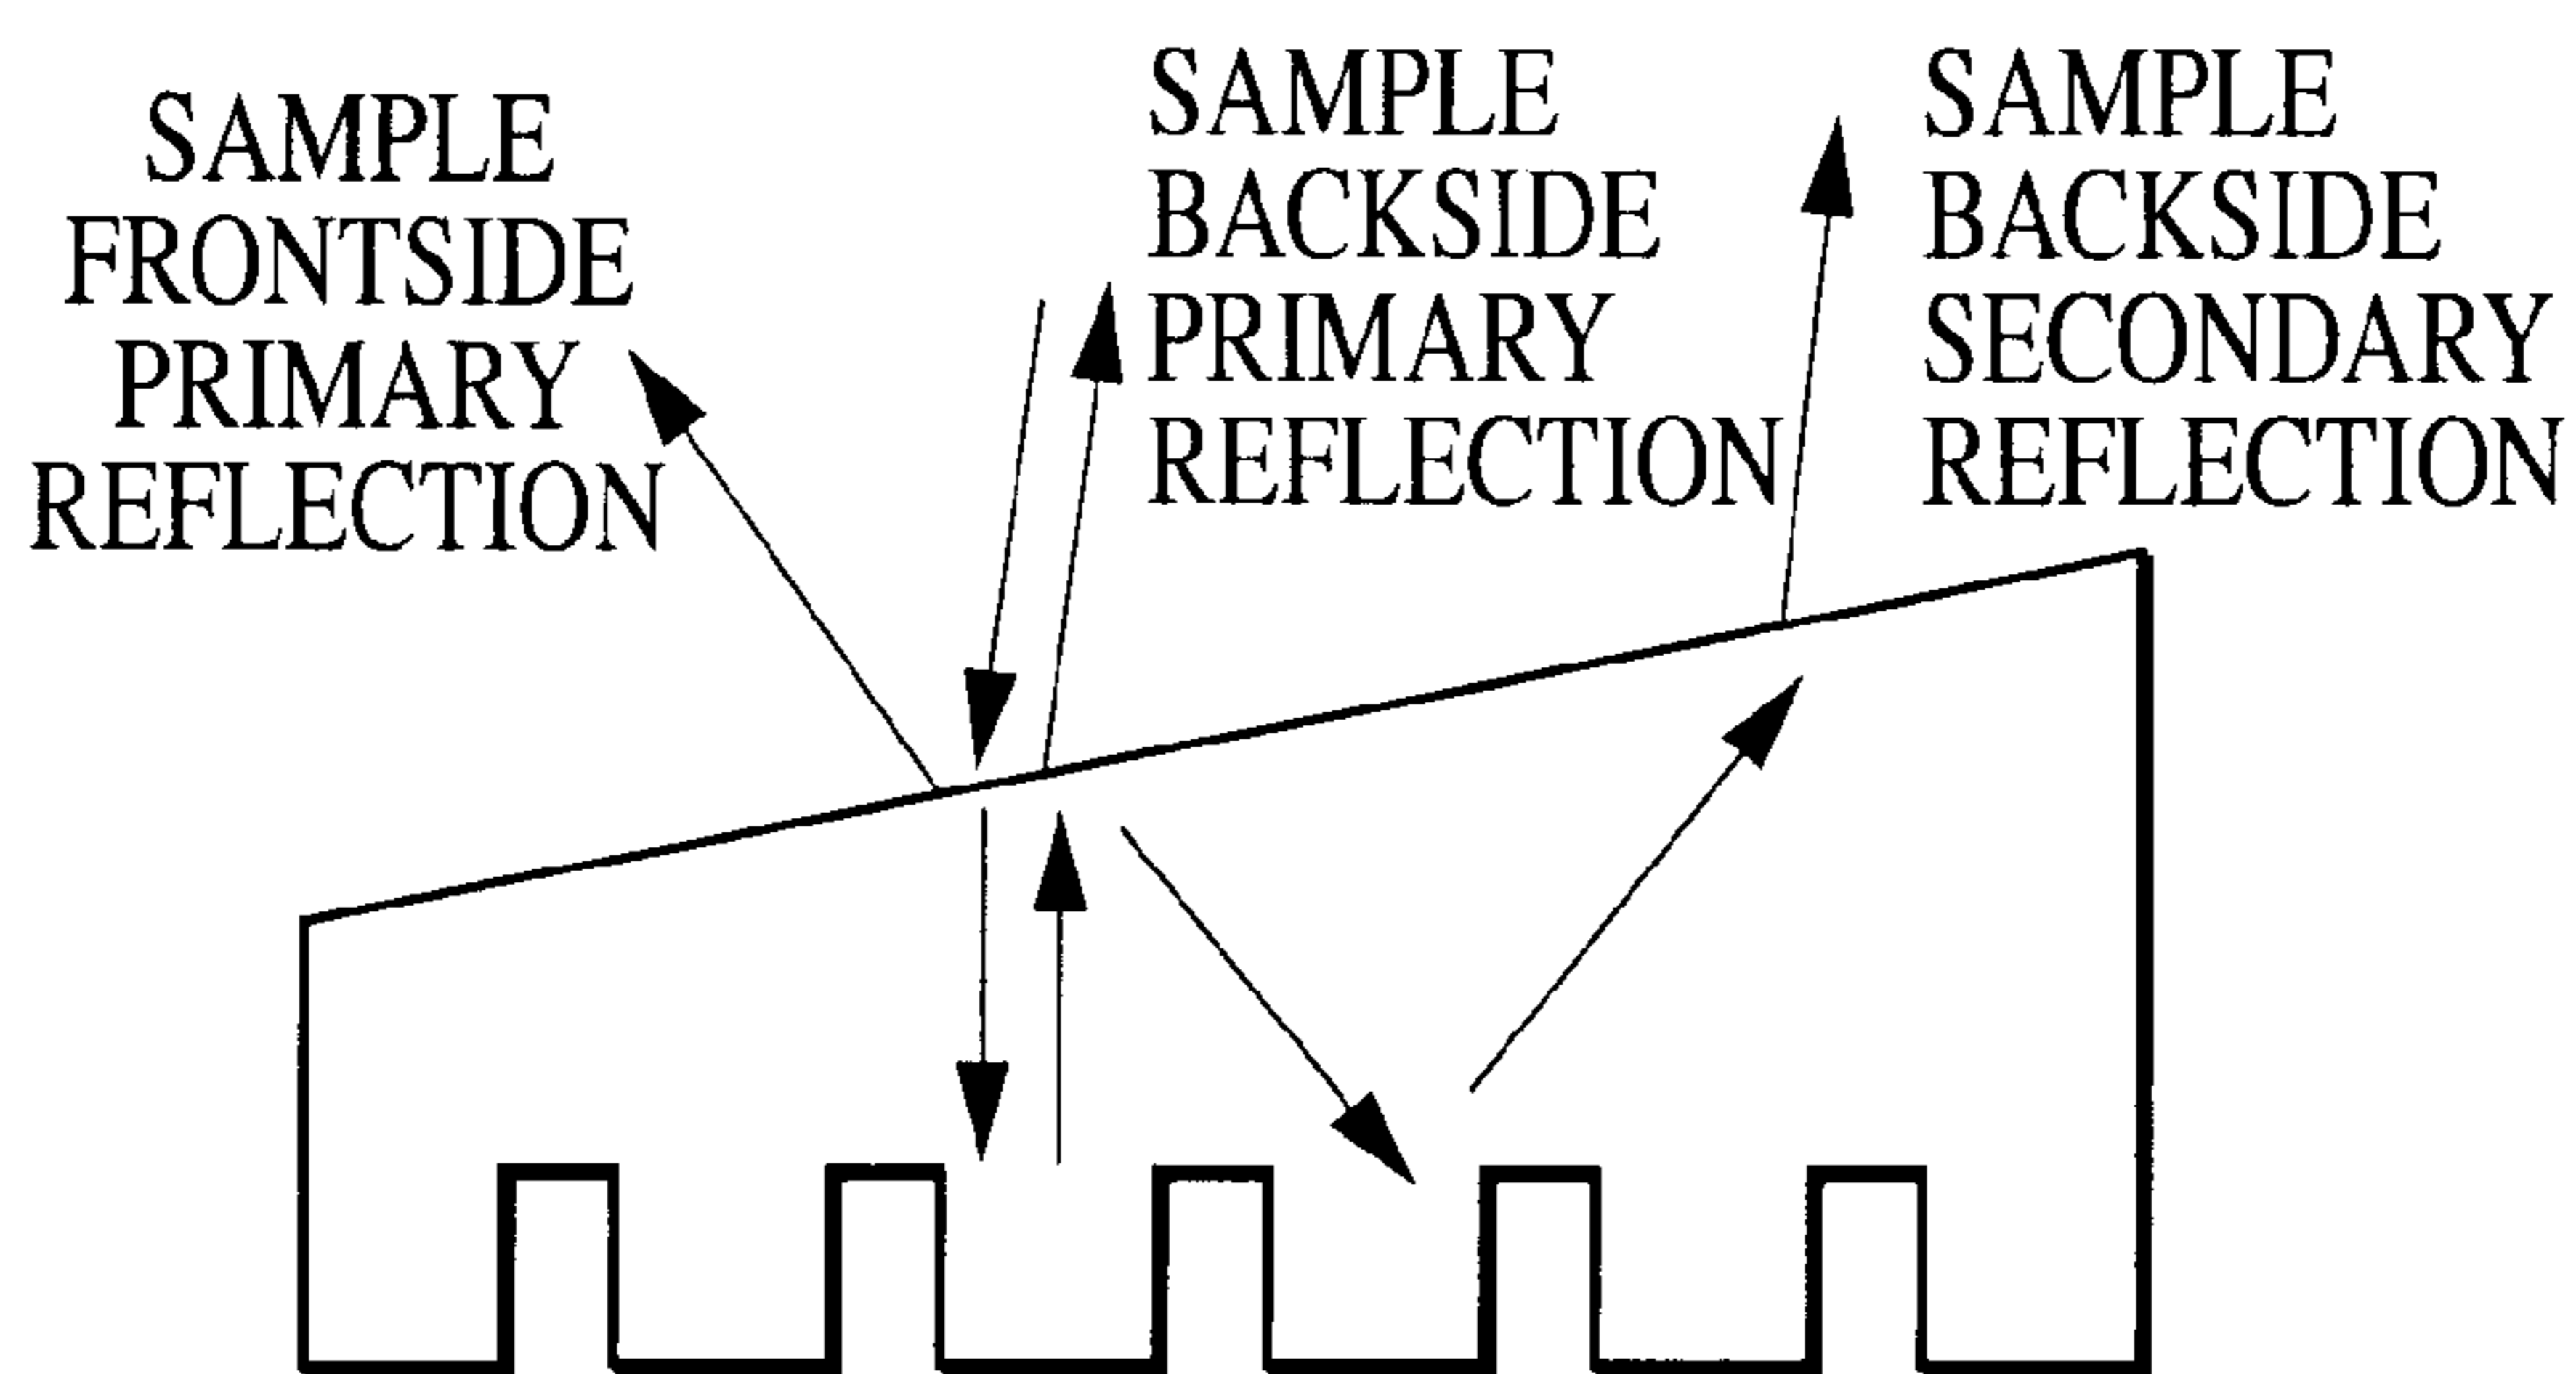 SAMPLE
FRONTSIDE
PRIMARY
REFLECTION
SAMPLE
BACKSIDE
PRIMARY
REFLECTION
SAMPLE
BACKSIDE
SECONDARY
REFLECTION